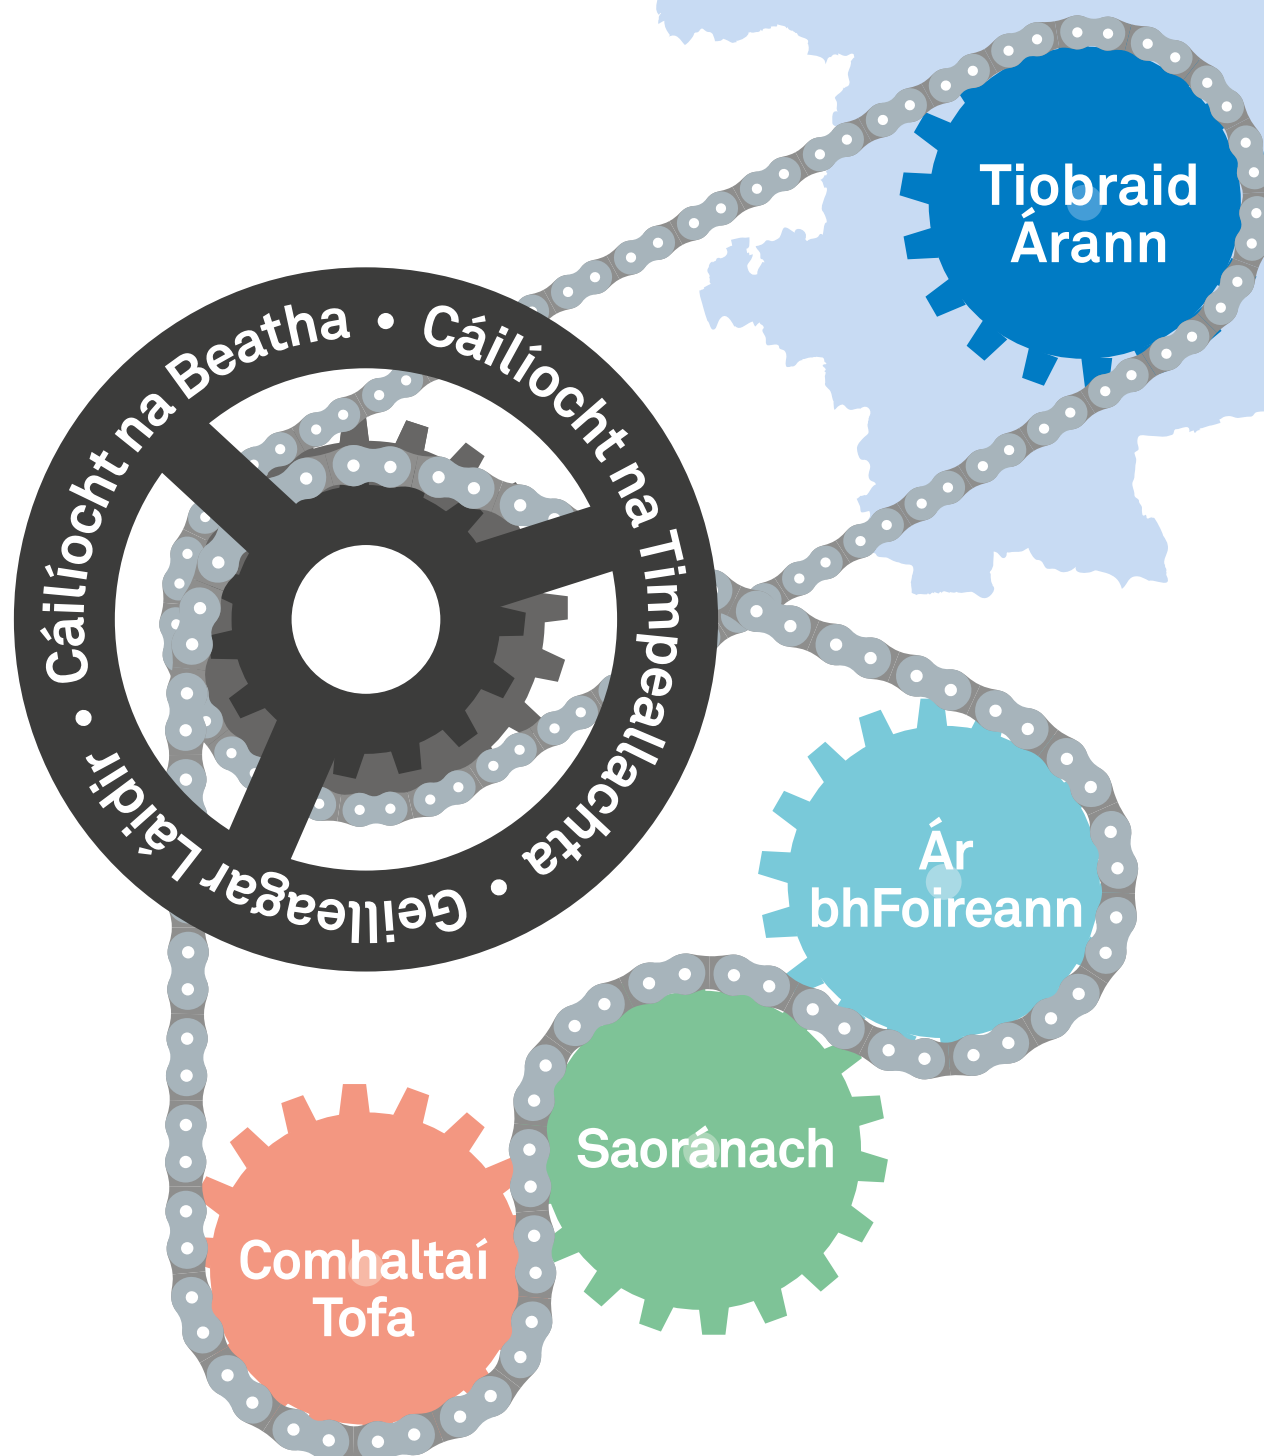 Tiobraid
Árann
Cáilíocht na Beatha • Cáilíocht na Timpeallachta • Geilleagar Láidir •
Ár
bhFoireann
Saoránach
Comhaltaí
Tofa